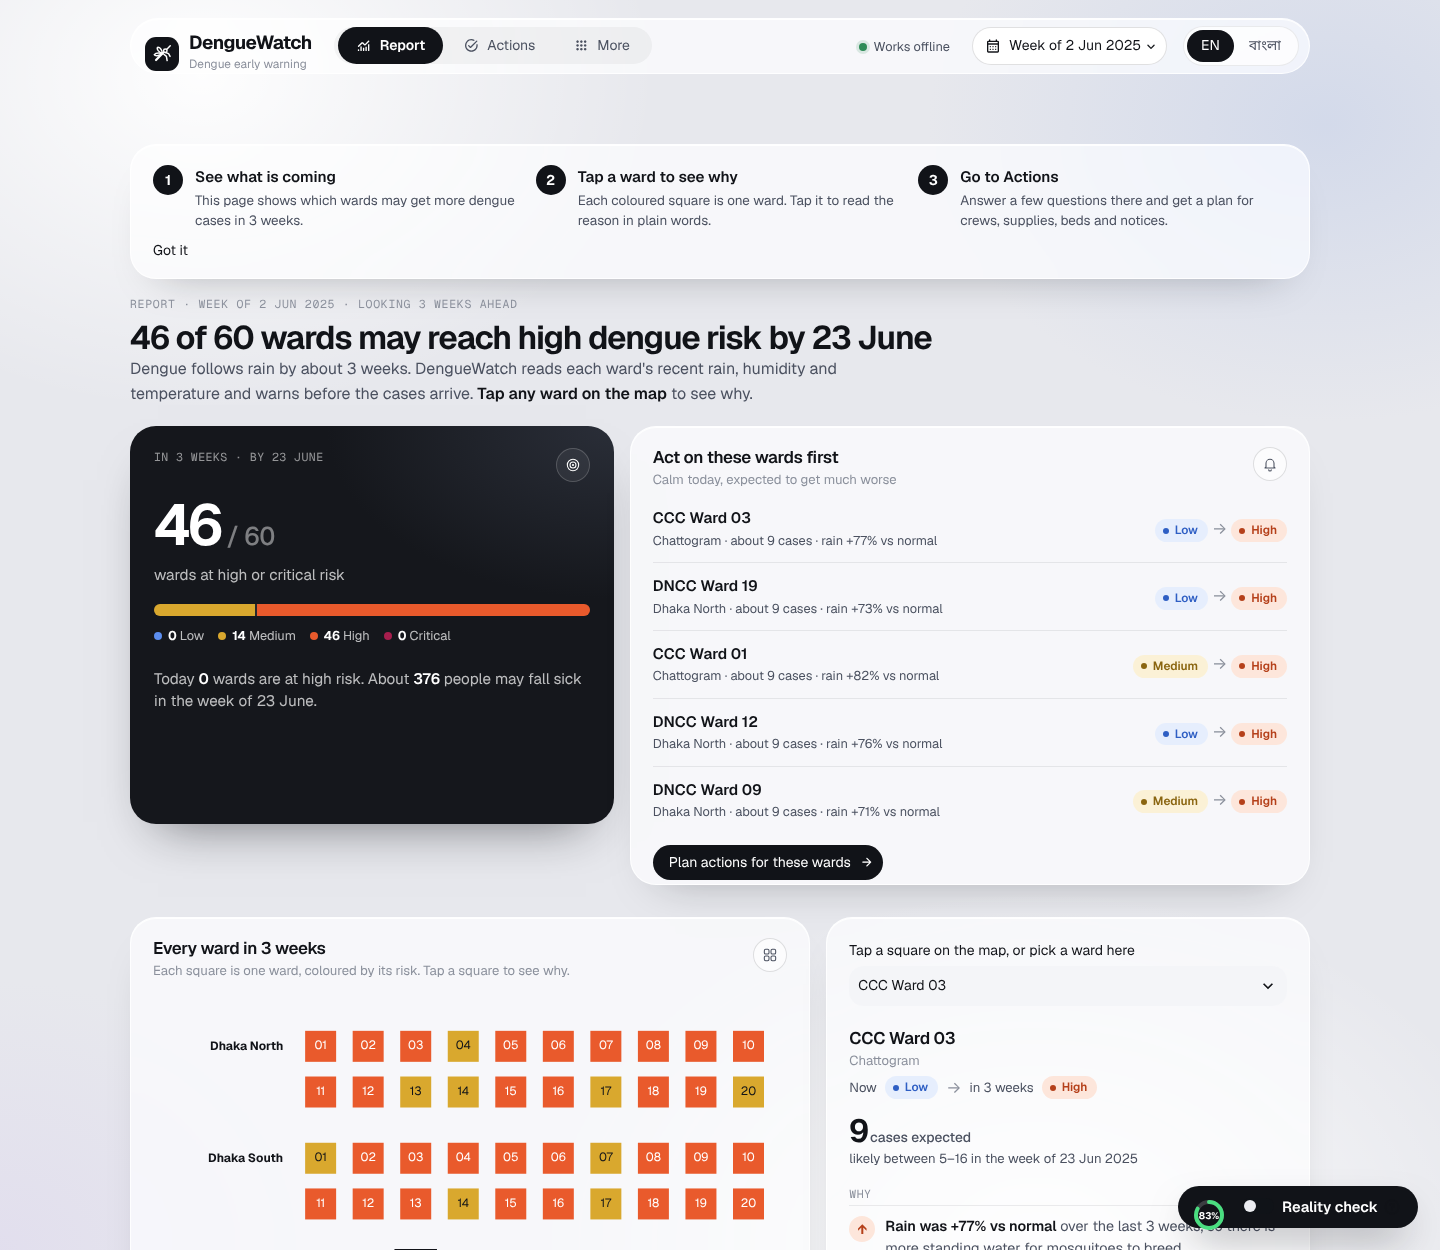 DengueWatch
Dengue early warning
Report
Actions
More
Works offline
Week of 2 Jun 2025
EN
বাংলা
1
See what is coming
This page shows which wards may get more dengue
cases in 3 weeks.
2
Tap a ward to see why
Each coloured square is one ward. Tap it to read the
reason in plain words.
3
Go to Actions
Answer a few questions there and get a plan for
crews, supplies, beds and notices.
Got it
REPORT · WEEK OF 2 JUN 2025 · LOOKING 3 WEEKS AHEAD
46 of 60 wards may reach high dengue risk by 23 June
Dengue follows rain by about 3 weeks. DengueWatch reads each ward's recent rain, humidity and
temperature and warns before the cases arrive. Tap any ward on the map to see why.
IN 3 WEEKS · BY 23 JUNE
46 / 60
wards at high or critical risk
0 Low 14 Medium 46 High 0 Critical
Today 0 wards are at high risk. About 376 people may fall sick
in the week of 23 June.
Act on these wards first
Calm today, expected to get much worse
CCC Ward 03
Chattogram · about 9 cases · rain +77% vs normal
Low → High
DNCC Ward 19
Dhaka North · about 9 cases · rain +73% vs normal
Low → High
CCC Ward 01
Chattogram · about 9 cases · rain +82% vs normal
Medium → High
DNCC Ward 12
Dhaka North · about 9 cases · rain +76% vs normal
Low → High
DNCC Ward 09
Dhaka North · about 9 cases · rain +71% vs normal
Medium → High
Plan actions for these wards →
Every ward in 3 weeks
Each square is one ward, coloured by its risk. Tap a square to see why.
Dhaka North 01 02 03 04 05 06 07 08 09 10
11 12 13 14 15 16 17 18 19 20
Dhaka South 01 02 03 04 05 06 07 08 09 10
11 12 13 14 15 16 17 18 19 20
Tap a square on the map, or pick a ward here
CCC Ward 03
CCC Ward 03
Chattogram
Now Low → in 3 weeks High
9 cases expected
likely between 5–16 in the week of 23 Jun 2025
WHY
Rain was +77% vs normal over the last 3 weeks, so there is
more standing water for mosquitoes to breed
83%
Reality check